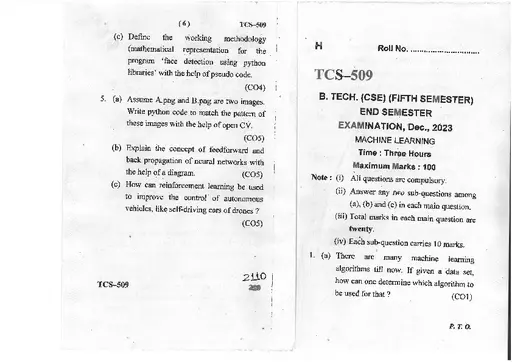 ( 6 ) TCS–509
(c) Define the working methodology
(mathematical representation for the
program 'face detection using python
libraries' with the help of pseudo code.
(CO4)
5. (a) Assume A.png and B.png are two images.
Write python code to match the pattern of
these images with the help of open CV.
(CO5)
(b) Explain the concept of feedforward and
back propagation of neural networks with
the help of a diagram. (CO5)
(c) How can reinforcement learning be used
to improve the control of autonomous
vehicles, like self-driving cars of drones ?
(CO5)
TCS–509
2110
H Roll No. ..............................
TCS–509
B. TECH. (CSE) (FIFTH SEMESTER)
END SEMESTER
EXAMINATION, Dec., 2023
MACHINE LEARNING
Time : Three Hours
Maximum Marks : 100
Note : (i) All questions are compulsory.
(ii) Answer any two sub-questions among
(a), (b) and (c) in each main question.
(iii) Total marks in each main question are
twenty.
(iv) Each sub-question carries 10 marks.
1. (a) There are many machine learning
algorithms till now. If given a data set,
how can one determine which algorithm to
be used for that ? (CO1)
P. T. O.